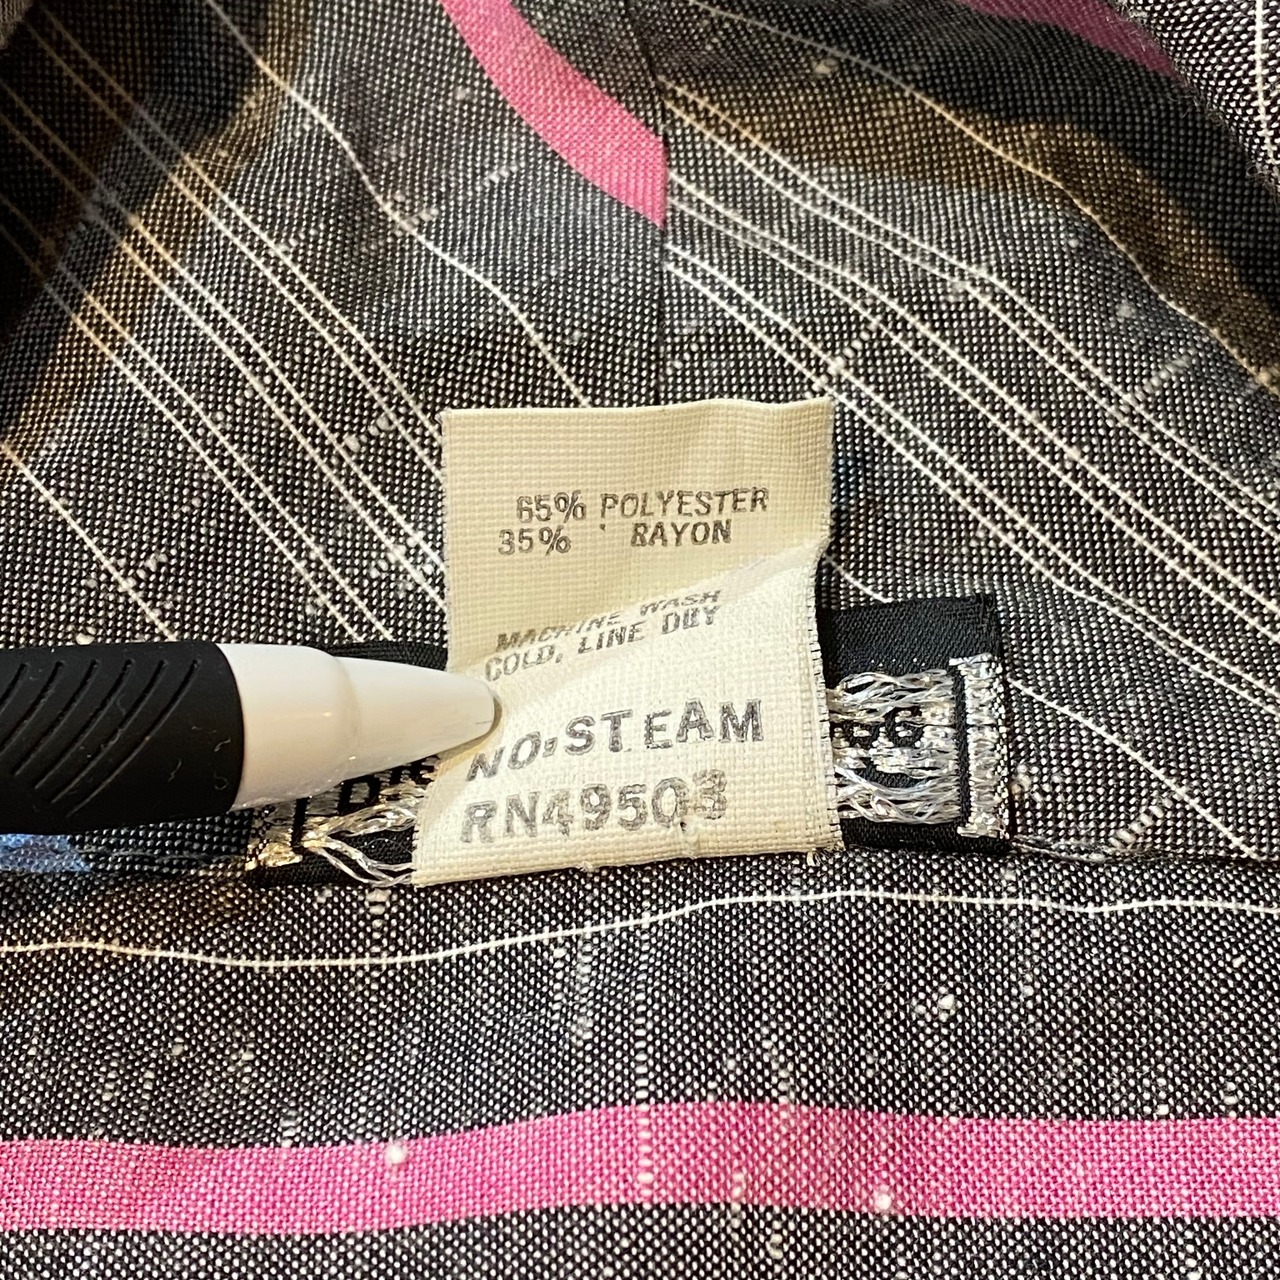 65% POLYESTER
35% RAYON
MACHINE WASH
COLD, LINE DRY
NO STEAM
RN49503